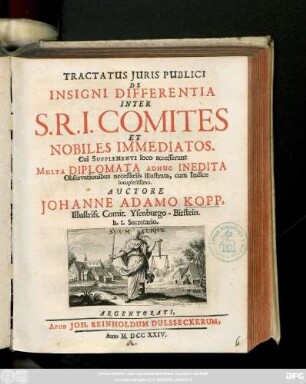 TRACTATUS JURIS PUBLICI
DE
INSIGNI DIFFERENTIA
INTER
S.R.I. COMITES
ET
NOBILES IMMEDIATOS.
Cui SUPPLEMENTI loco accesserunt
MULTA DIPLOMATA ADHUC INEDITA
Observationibus necessariis illustrata, cum Indice
locupletissimo.
AUCTORE
JOHANNE ADAMO KOPP,
Illustriss. Comit. Ysenburgo-Birstein.
h. t. Secretario.
SUUM CUIQUE
ARGENTORATI,
APUD JOH. REINHOLDUM DULSSECKERUM,
Anno M. DCC XXIV.